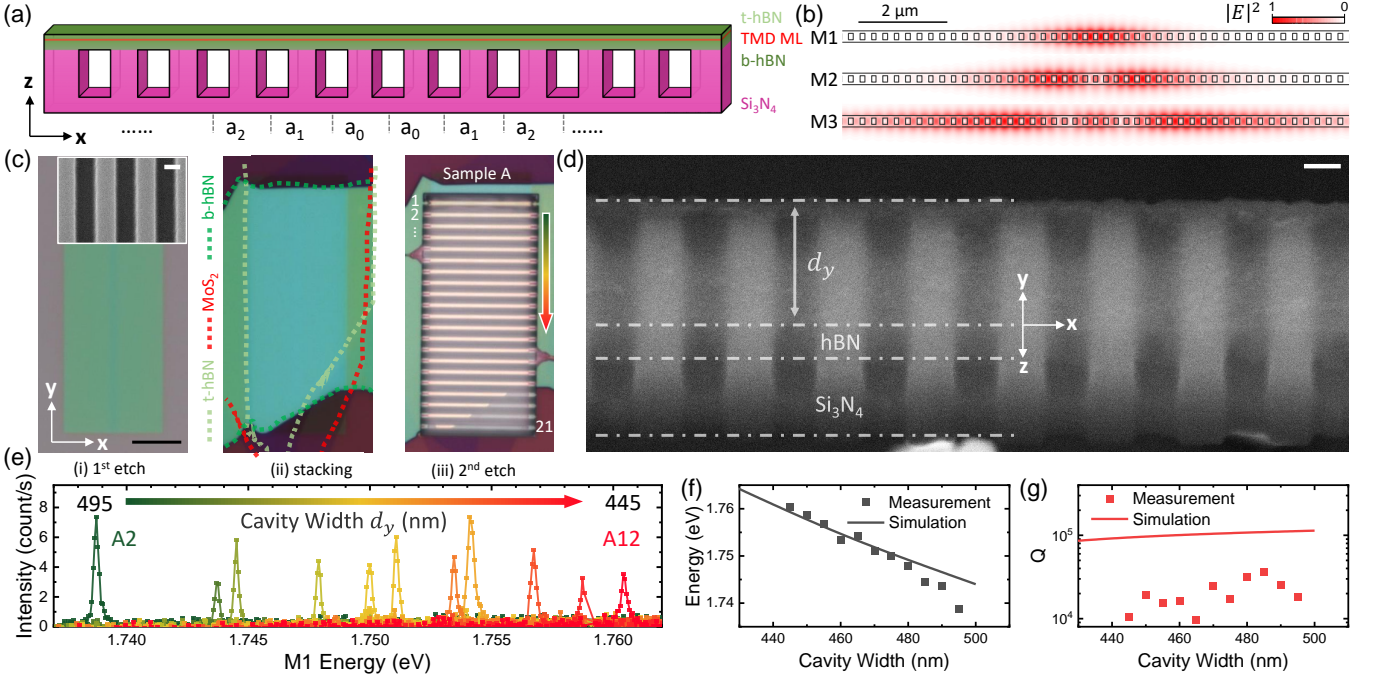 (a)
t-hBN
TMD ML
b-hBN
Si₃N₄
z
x
......
a₂
a₁
a₀
a₀
a₁
a₂
......
(b)
2 μm
|E|²
1
0
M1
M2
M3
(c)
y
x
(i) 1ˢᵗ etch
b-hBN
MoS₂
t-hBN
(ii) stacking
Sample A
1
2
...
21
(iii) 2ⁿᵈ etch
(d)
d_y
y
x
z
hBN
Si₃N₄
(e)
495
445
Cavity Width d_y (nm)
A2
A12
Intensity (count/s)
8
6
4
2
0
1.740
1.745
1.750
1.755
1.760
M1 Energy (eV)
(f)
Measurement
Simulation
Energy (eV)
1.76
1.75
1.74
440
460
480
500
Cavity Width (nm)
(g)
Measurement
Simulation
Q
10⁵
10⁴
440
460
480
500
Cavity Width (nm)